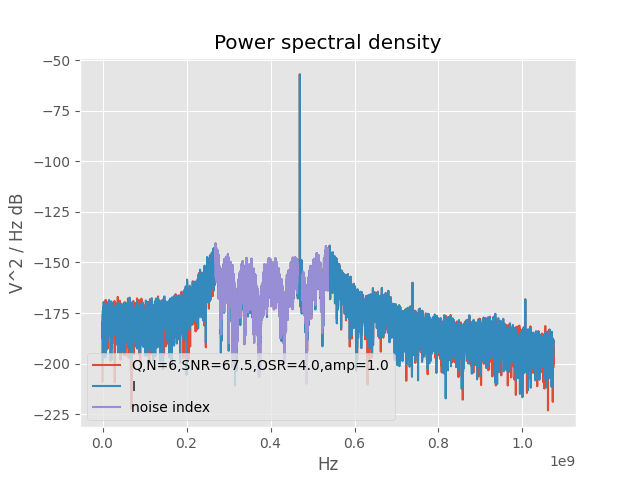 Power spectral density
V^2 / Hz dB
−50
−75
−100
−125
−150
−175
−200
−225
Q,N=6,SNR=67.5,OSR=4.0,amp=1.0
I
noise index
0.0 0.2 0.4 0.6 0.8 1.0
1e9
Hz